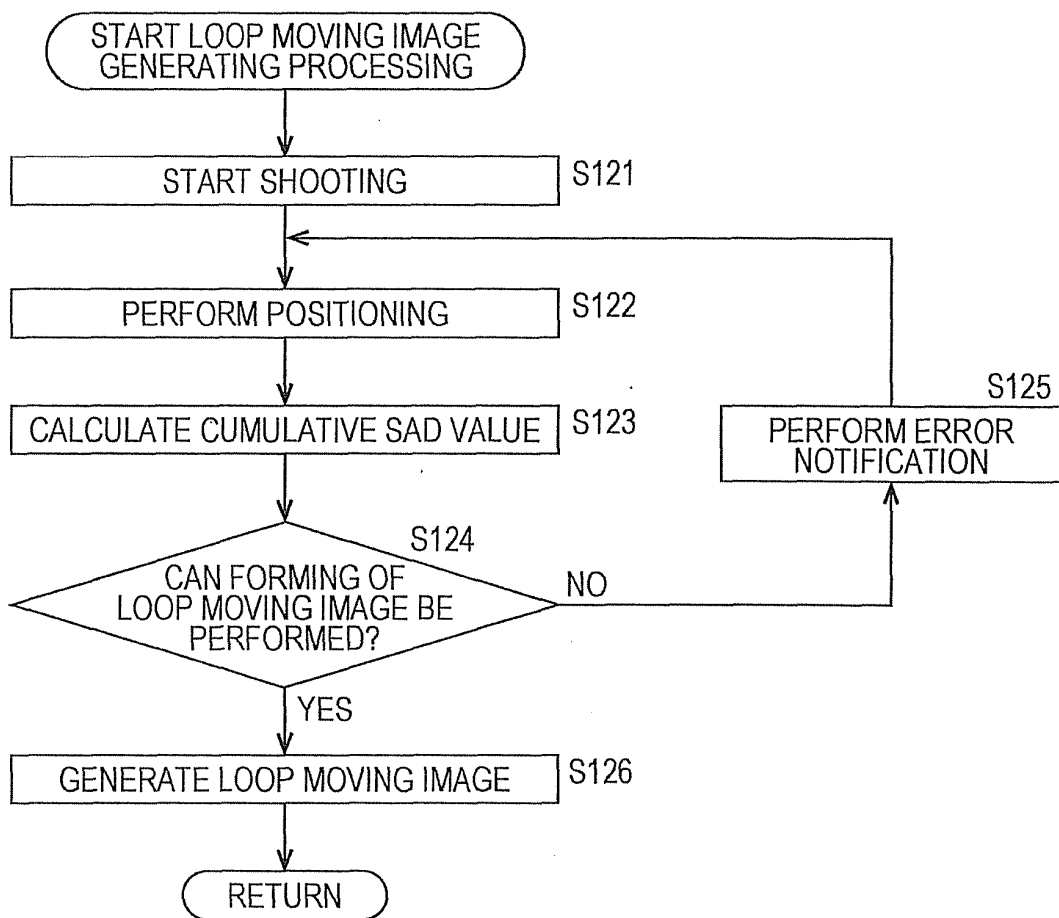 START LOOP MOVING IMAGE
GENERATING PROCESSING
START SHOOTING
S121
PERFORM POSITIONING
S122
CALCULATE CUMULATIVE SAD VALUE
S123
S125
PERFORM ERROR
NOTIFICATION
S124
CAN FORMING OF
LOOP MOVING IMAGE BE
PERFORMED?
NO
YES
GENERATE LOOP MOVING IMAGE
S126
RETURN